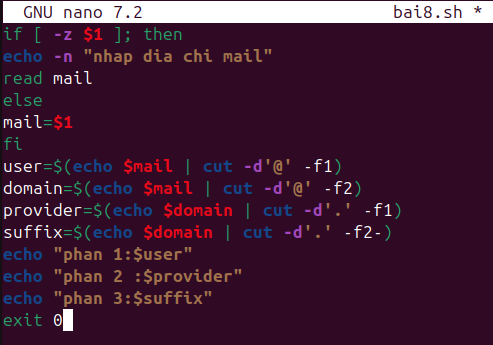 GNU nano 7.2 bai8.sh *
if [ -z $1 ]; then
echo -n "nhap dia chi mail"
read mail
else
mail=$1
fi
user=$(echo $mail | cut -d'@' -f1)
domain=$(echo $mail | cut -d'@' -f2)
provider=$(echo $domain | cut -d'.' -f1)
suffix=$(echo $domain | cut -d'.' -f2-)
echo "phan 1:$user"
echo "phan 2 :$provider"
echo "phan 3:$suffix"
exit 0